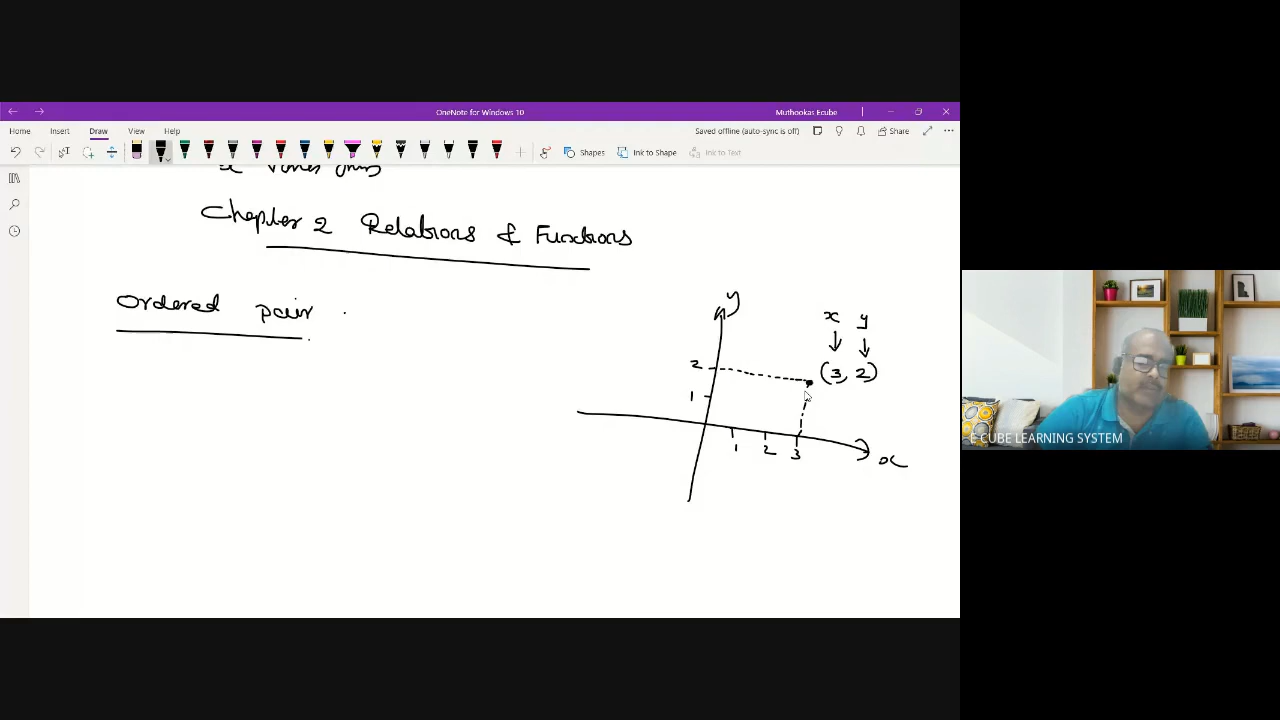 OneNote for Windows 10
Muthookas Ecube
Home Insert Draw View Help
Saved offline (auto-sync is off)
Share
Shapes
Ink to Shape
Ink to Text
Chapter 2 Relations & Functions
Ordered pair .
y
x y
(3, 2)
2
1
1 2 3
x
E CUBE LEARNING SYSTEM